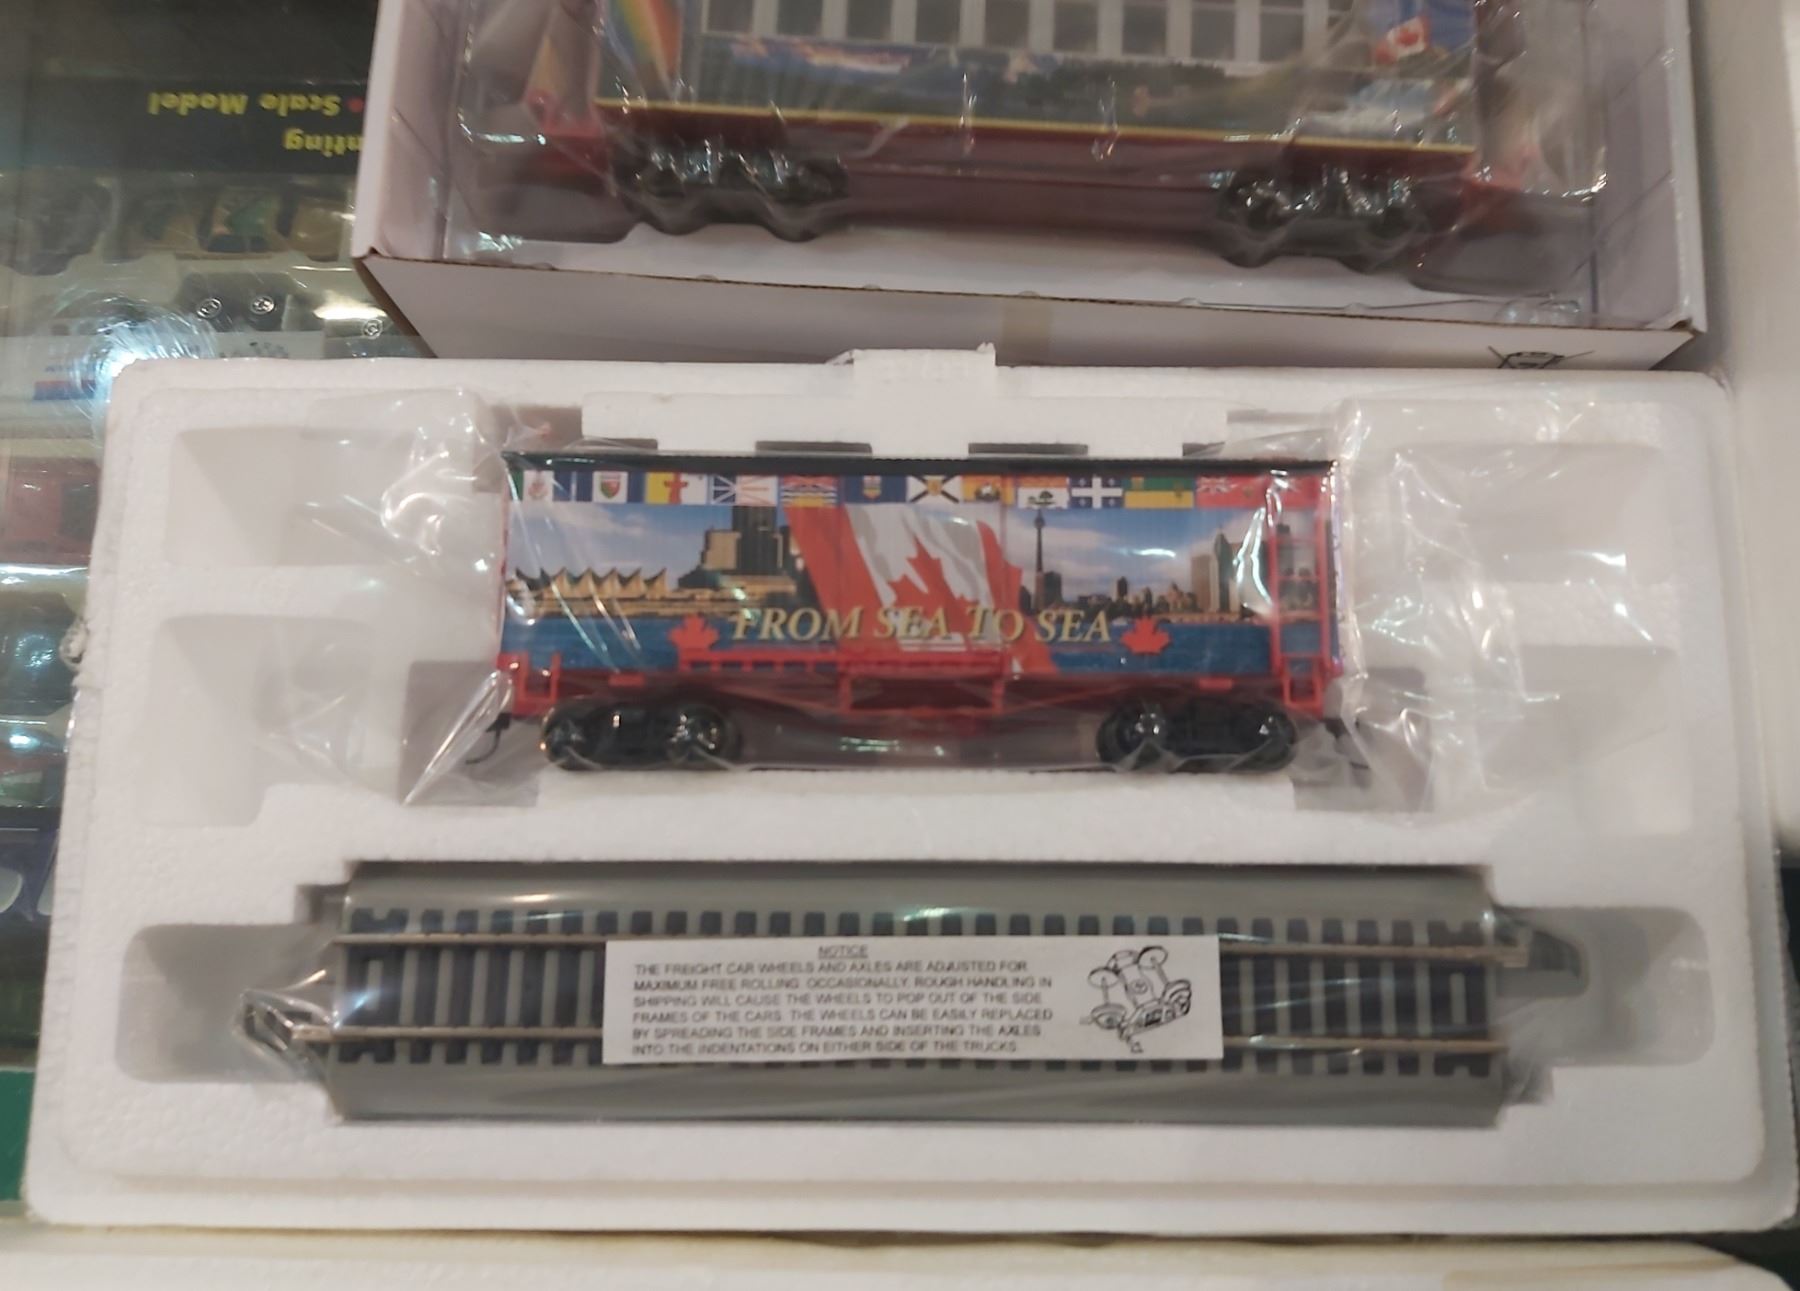 Scale Model
FROM SEA TO SEA
NOTICE
THE FREIGHT CAR WHEELS AND AXLES ARE ADJUSTED FOR
MAXIMUM FREE ROLLING. OCCASIONALLY, ROUGH HANDLING IN
SHIPPING WILL CAUSE THE WHEELS TO POP OUT OF THE SIDE
FRAMES OF THE CARS. THE WHEELS CAN BE EASILY REPLACED
BY SPREADING THE SIDE FRAMES AND INSERTING THE AXLES
INTO THE INDENTATIONS ON EITHER SIDE OF THE TRUCKS